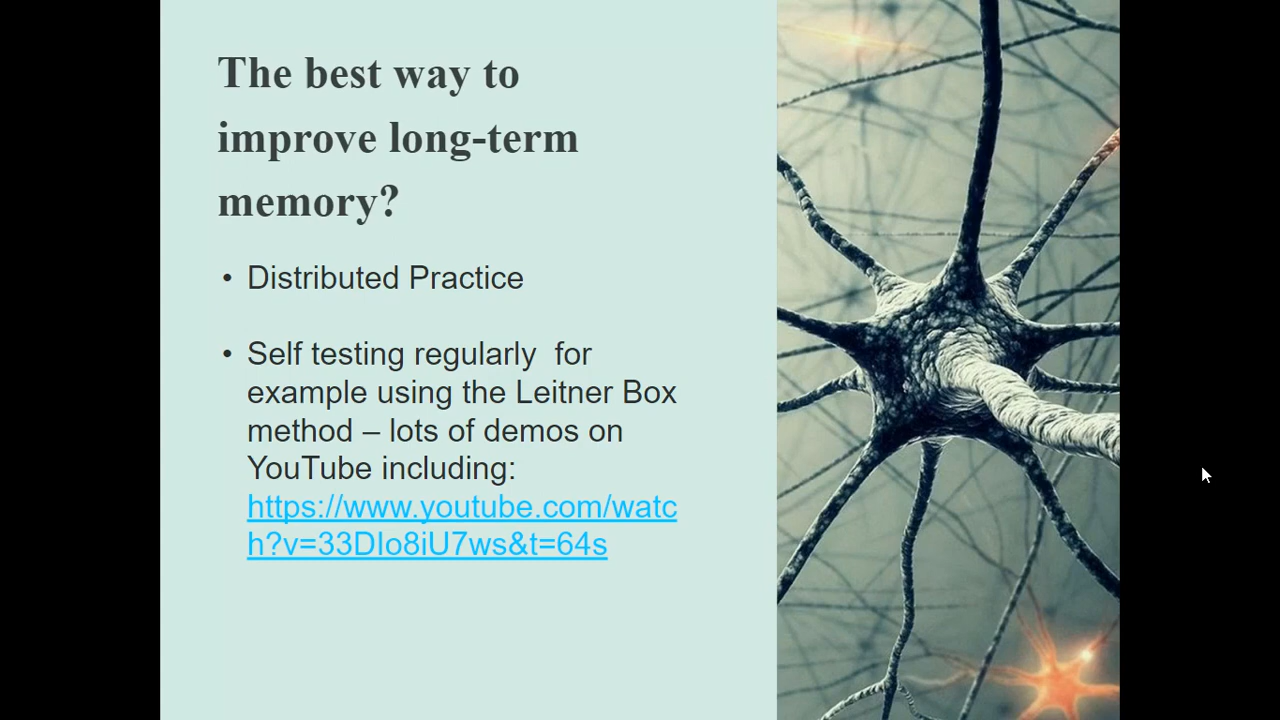 The best way to
improve long-term
memory?
• Distributed Practice
• Self testing regularly  for
example using the Leitner Box
method – lots of demos on
YouTube including:
https://www.youtube.com/watc
h?v=33DIo8iU7ws&t=64s